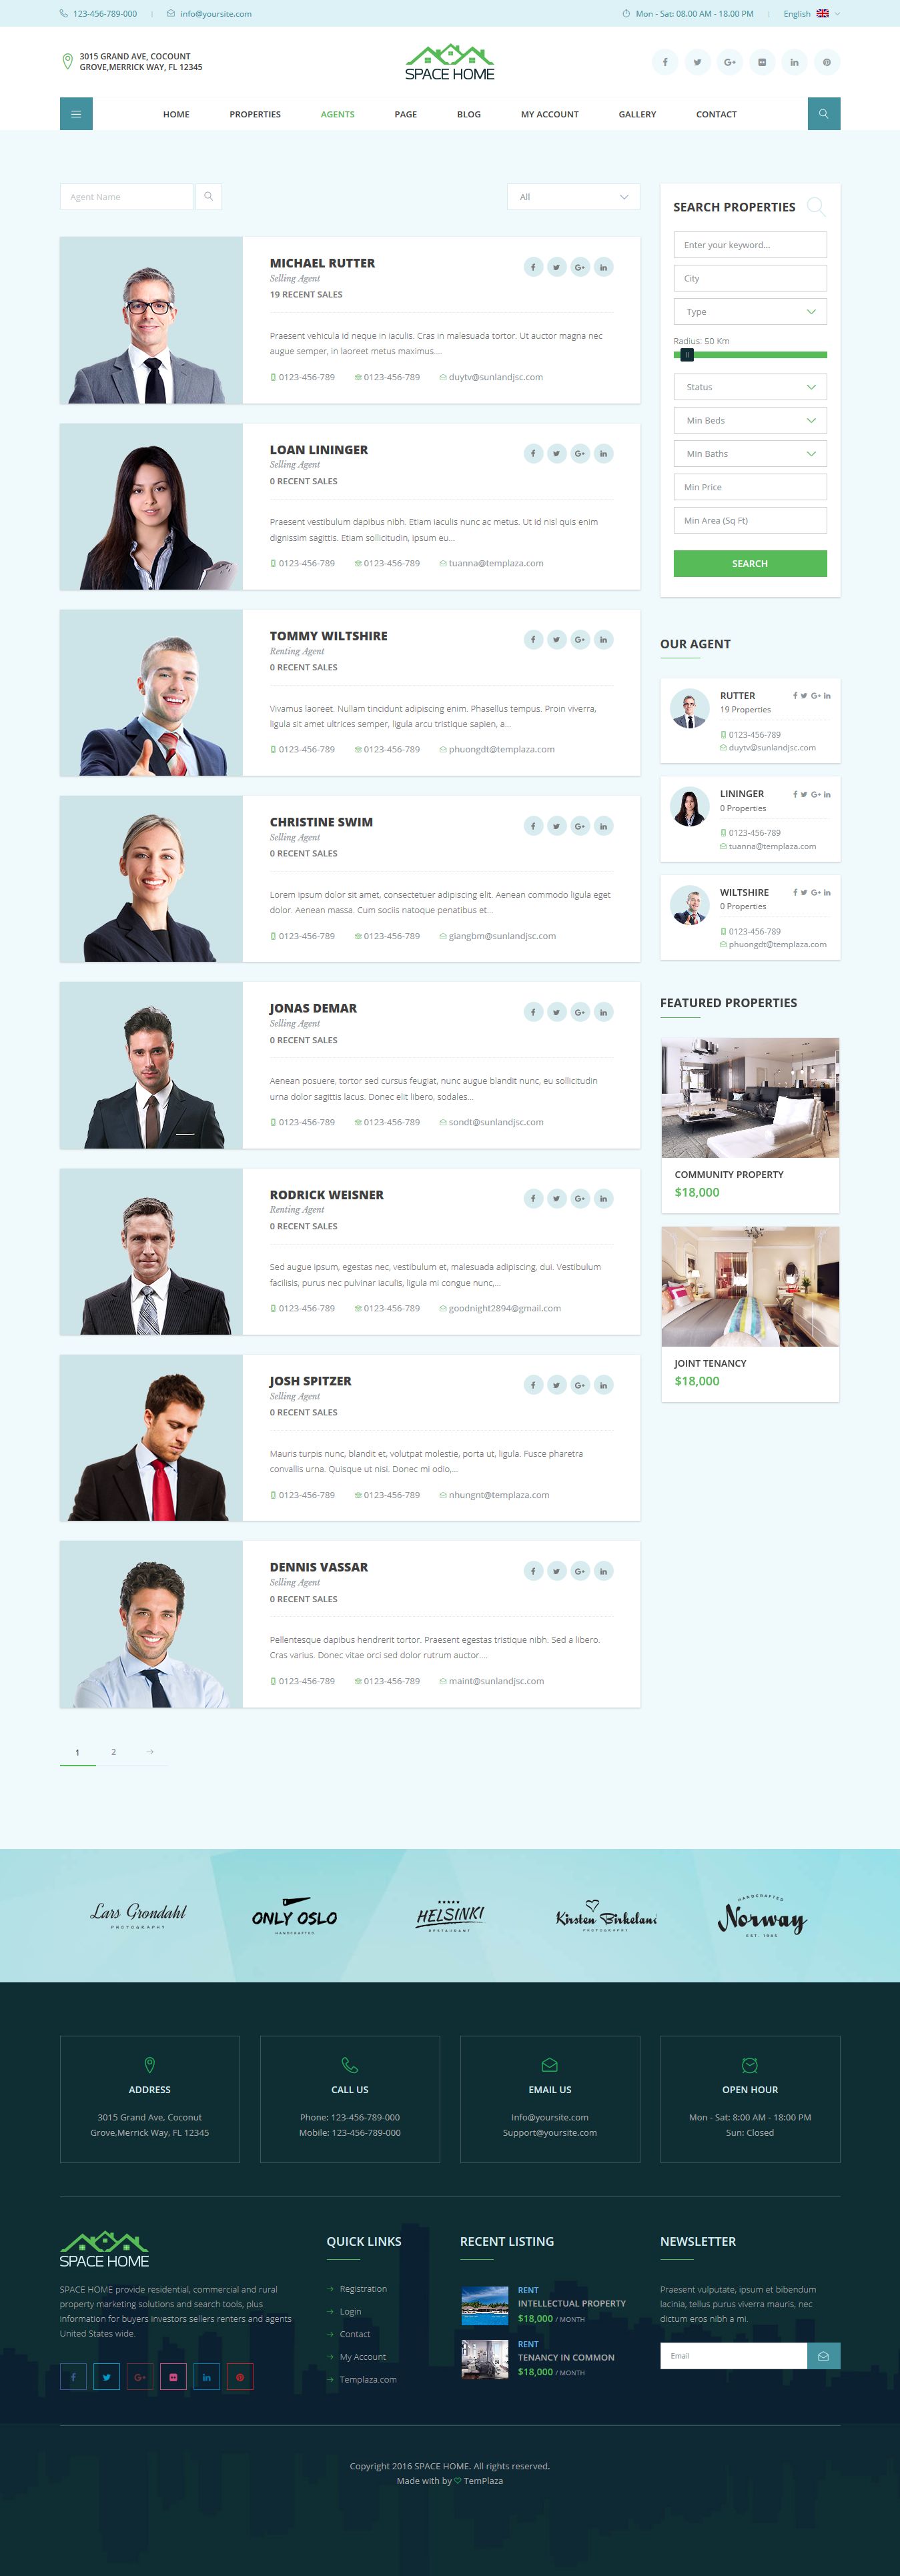 123-456-789-000
info@yoursite.com
Mon - Sat: 08.00 AM - 18.00 PM
English
3015 GRAND AVE, COCOUNT
GROVE,MERRICK WAY, FL 12345
SPACE HOME
HOME PROPERTIES AGENTS PAGE BLOG MY ACCOUNT GALLERY CONTACT
Agent Name
All
MICHAEL RUTTER
Selling Agent
19 RECENT SALES
Praesent vehicula id neque in iaculis. Cras in malesuada tortor. Ut auctor magna nec
augue semper, in laoreet metus maximus....
0123-456-789 0123-456-789 duytv@sunlandjsc.com
LOAN LININGER
Selling Agent
0 RECENT SALES
Praesent vestibulum dapibus nibh. Etiam iaculis nunc ac metus. Ut id nisl quis enim
dignissim sagittis. Etiam sollicitudin, ipsum eu...
0123-456-789 0123-456-789 tuanna@templaza.com
TOMMY WILTSHIRE
Renting Agent
0 RECENT SALES
Vivamus laoreet. Nullam tincidunt adipiscing enim. Phasellus tempus. Proin viverra,
ligula sit amet ultrices semper, ligula arcu tristique sapien, a...
0123-456-789 0123-456-789 phuongdt@templaza.com
CHRISTINE SWIM
Selling Agent
0 RECENT SALES
Lorem ipsum dolor sit amet, consectetuer adipiscing elit. Aenean commodo ligula eget
dolor. Aenean massa. Cum sociis natoque penatibus et...
0123-456-789 0123-456-789 giangbm@sunlandjsc.com
JONAS DEMAR
Selling Agent
0 RECENT SALES
Aenean posuere, tortor sed cursus feugiat, nunc augue blandit nunc, eu sollicitudin
urna dolor sagittis lacus. Donec elit libero, sodales...
0123-456-789 0123-456-789 sondt@sunlandjsc.com
RODRICK WEISNER
Renting Agent
0 RECENT SALES
Sed augue ipsum, egestas nec, vestibulum et, malesuada adipiscing, dui. Vestibulum
facilisis, purus nec pulvinar iaculis, ligula mi congue nunc,...
0123-456-789 0123-456-789 goodnight2894@gmail.com
JOSH SPITZER
Selling Agent
0 RECENT SALES
Mauris turpis nunc, blandit et, volutpat molestie, porta ut, ligula. Fusce pharetra
convallis urna. Quisque ut nisi. Donec mi odio,...
0123-456-789 0123-456-789 nhungnt@templaza.com
DENNIS VASSAR
Selling Agent
0 RECENT SALES
Pellentesque dapibus hendrerit tortor. Praesent egestas tristique nibh. Sed a libero.
Cras varius. Donec vitae orci sed dolor rutrum auctor....
0123-456-789 0123-456-789 maint@sunlandjsc.com
1 2
SEARCH PROPERTIES
Enter your keyword...
City
Type
Radius: 50 Km
Status
Min Beds
Min Baths
Min Price
Min Area (Sq Ft)
SEARCH
OUR AGENT
RUTTER
19 Properties
0123-456-789
duytv@sunlandjsc.com
LININGER
0 Properties
0123-456-789
tuanna@templaza.com
WILTSHIRE
0 Properties
0123-456-789
phuongdt@templaza.com
FEATURED PROPERTIES
COMMUNITY PROPERTY
$18,000
JOINT TENANCY
$18,000
Lars Grondahl
PHOTOGRAPHY
ONLY OSLO
HANDCRAFTED
HELSINKI
RESTAURANT
Kirsten Birkeland
PHOTOGRAPHY
HANDCRAFTED
Norway
EST. 1985
ADDRESS
3015 Grand Ave, Coconut
Grove,Merrick Way, FL 12345
CALL US
Phone: 123-456-789-000
Mobile: 123-456-789-000
EMAIL US
Info@yoursite.com
Support@yoursite.com
OPEN HOUR
Mon - Sat: 8:00 AM - 18:00 PM
Sun: Closed
SPACE HOME
SPACE HOME provide residential, commercial and rural
property marketing solutions and search tools, plus
information for buyers investors sellers renters and agents
United States wide.
QUICK LINKS
Registration
Login
Contact
My Account
Templaza.com
RECENT LISTING
RENT
INTELLECTUAL PROPERTY
$18,000 / MONTH
RENT
TENANCY IN COMMON
$18,000 / MONTH
NEWSLETTER
Praesent vulputate, ipsum et bibendum
lacinia, tellus purus viverra mauris, nec
dictum eros nibh a mi.
Email
Copyright 2016 SPACE HOME. All rights reserved.
Made with by TemPlaza